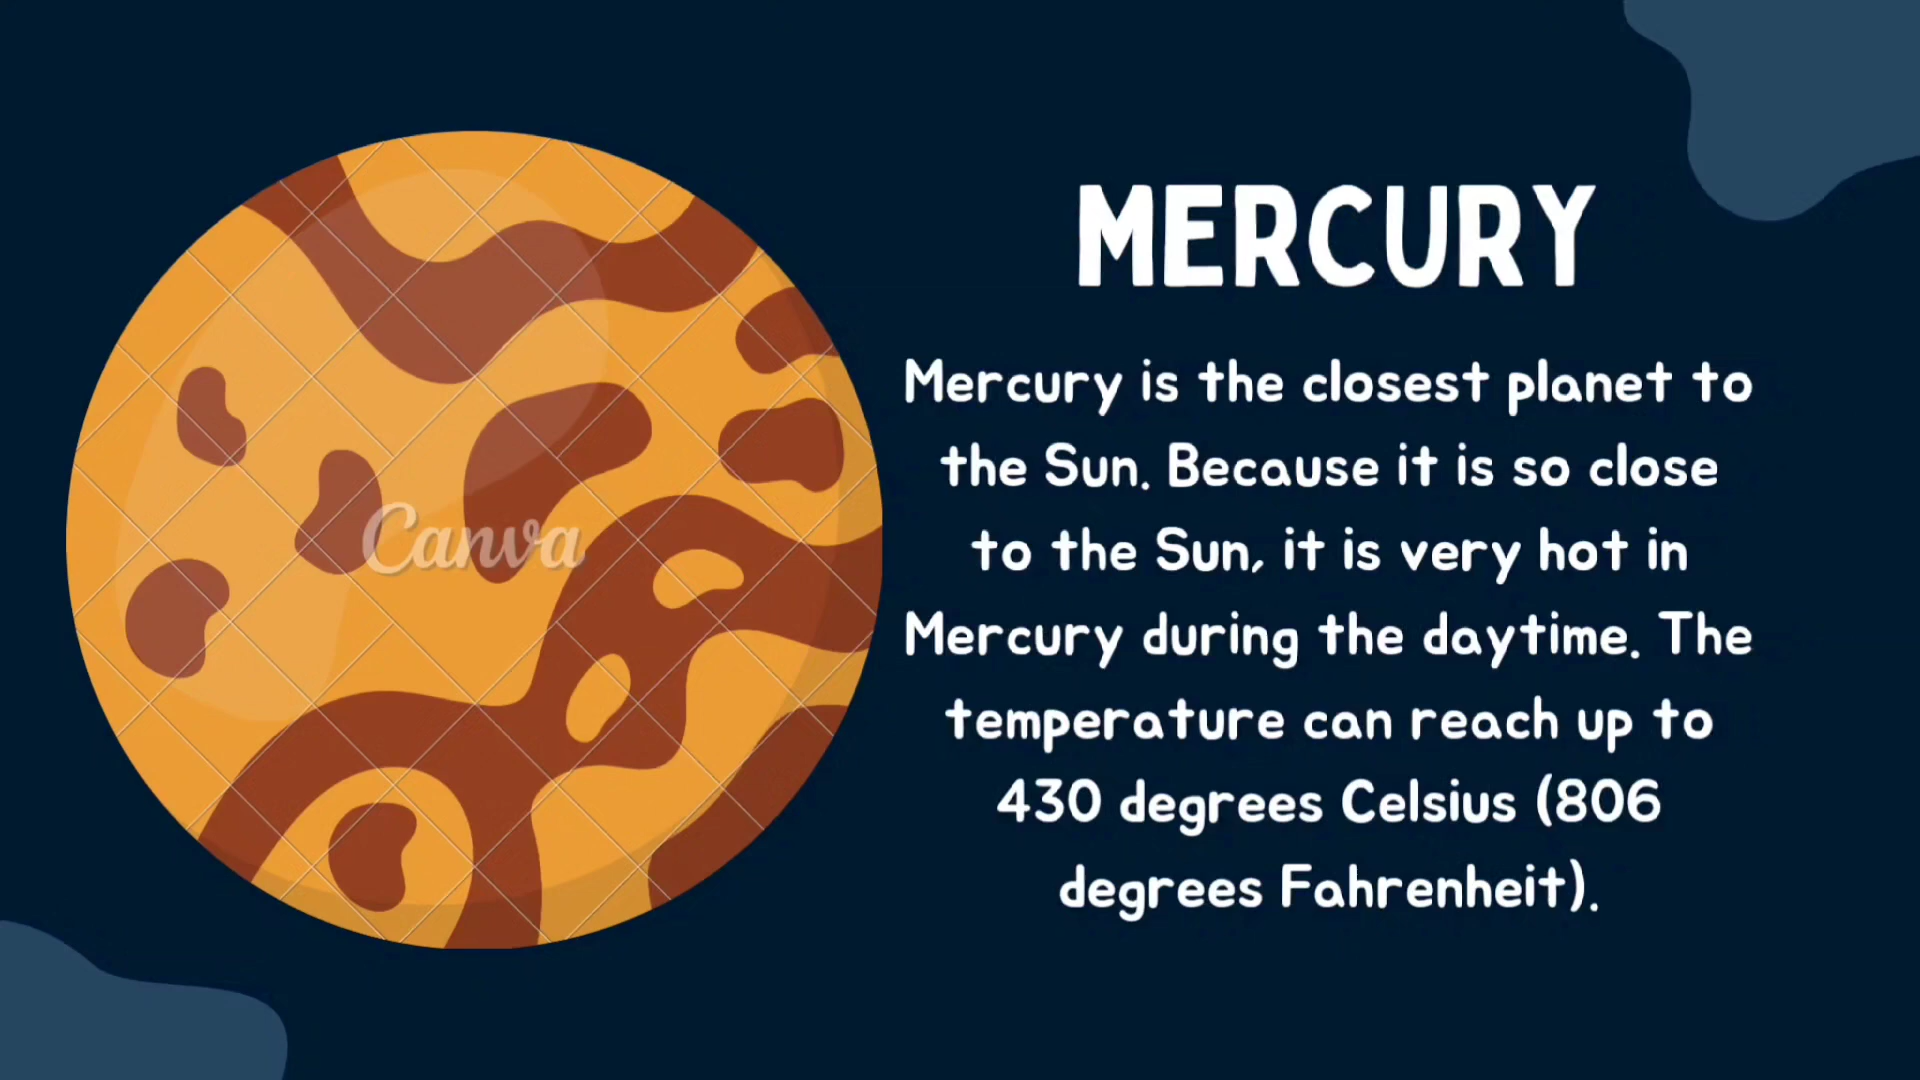 MERCURY
Mercury is the closest planet to
the Sun. Because it is so close
to the Sun, it is very hot in
Mercury during the daytime. The
temperature can reach up to
430 degrees Celsius (806
degrees Fahrenheit).
Canva